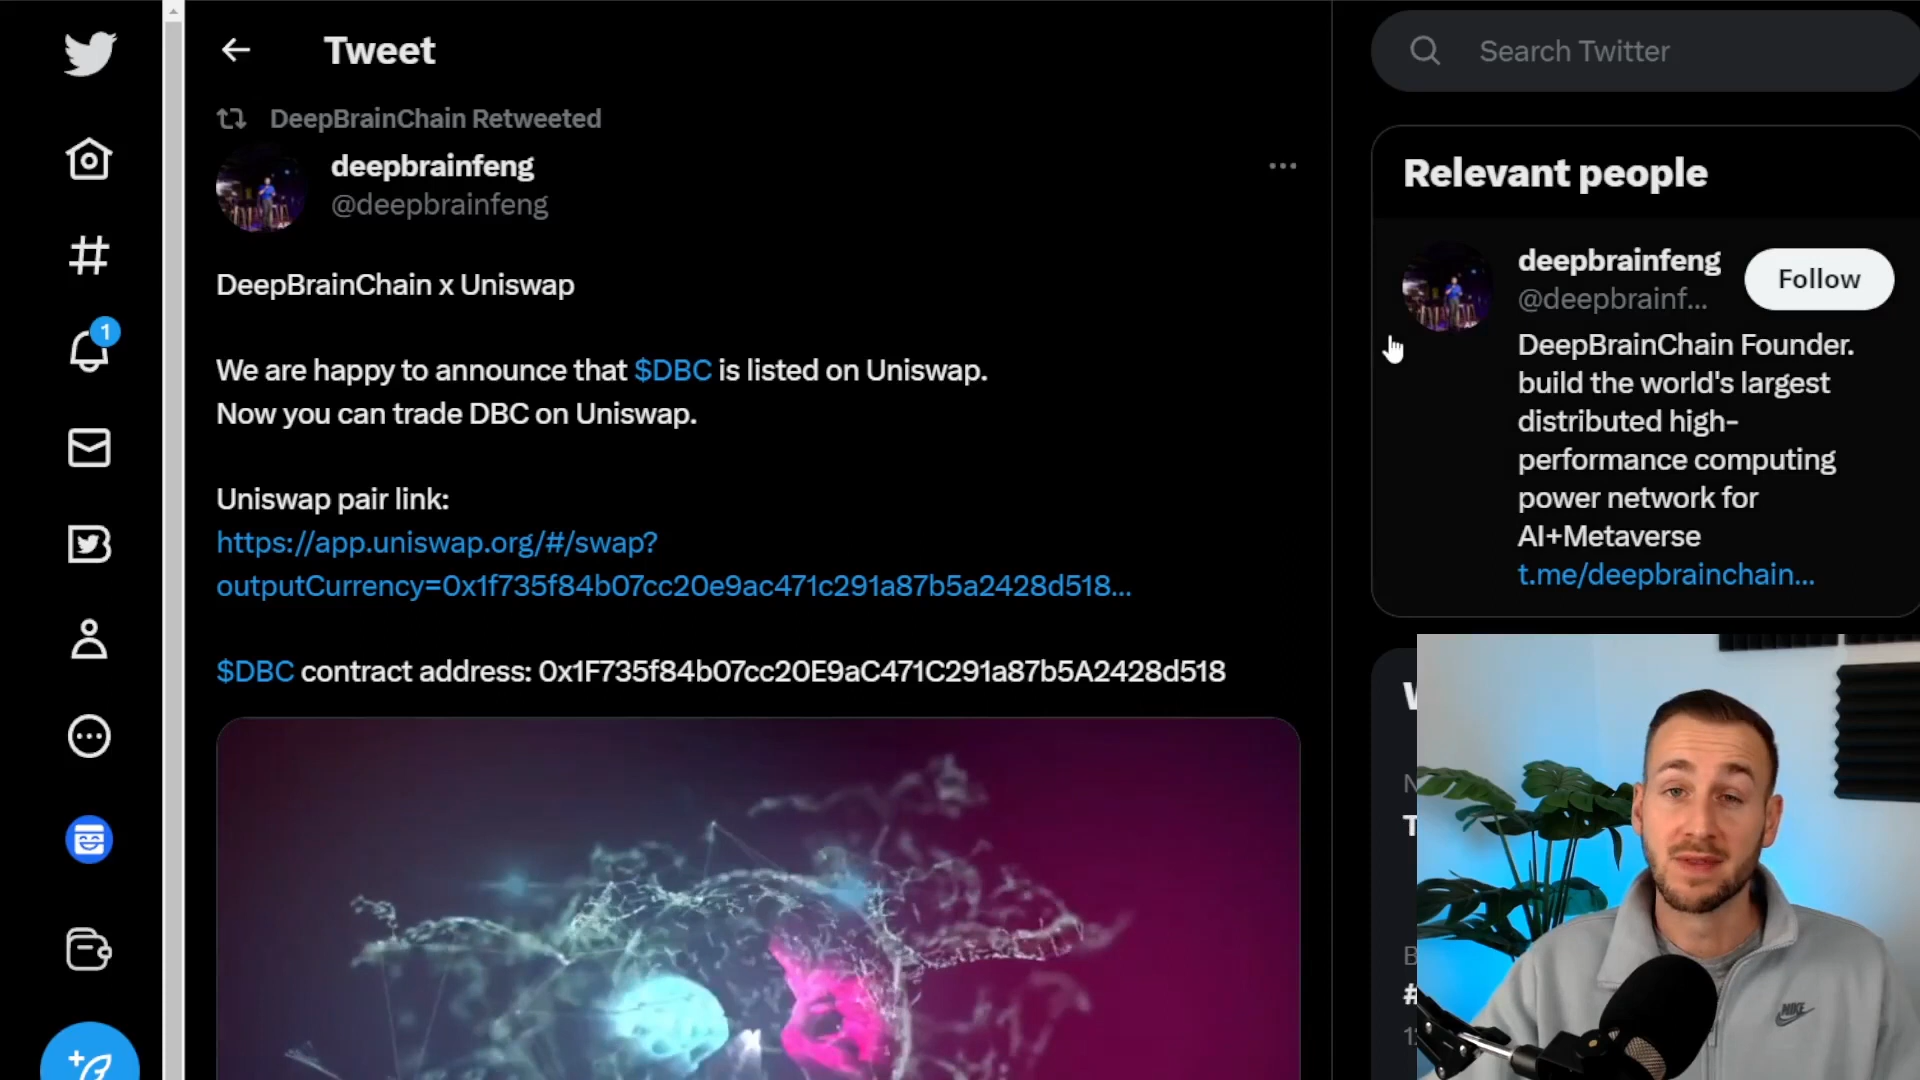 Tweet
Search Twitter
DeepBrainChain Retweeted
deepbrainfeng
@deepbrainfeng
DeepBrainChain x Uniswap
We are happy to announce that $DBC is listed on Uniswap.
Now you can trade DBC on Uniswap.
Uniswap pair link:
https://app.uniswap.org/#/swap?
outputCurrency=0x1f735f84b07cc20e9ac471c291a87b5a2428d518...
$DBC contract address: 0x1F735f84b07cc20E9aC471C291a87b5A2428d518
1
Relevant people
deepbrainfeng
@deepbrainf...
Follow
DeepBrainChain Founder.
build the world's largest
distributed high-
performance computing
power network for
AI+Metaverse
t.me/deepbrainchain...
NIKE